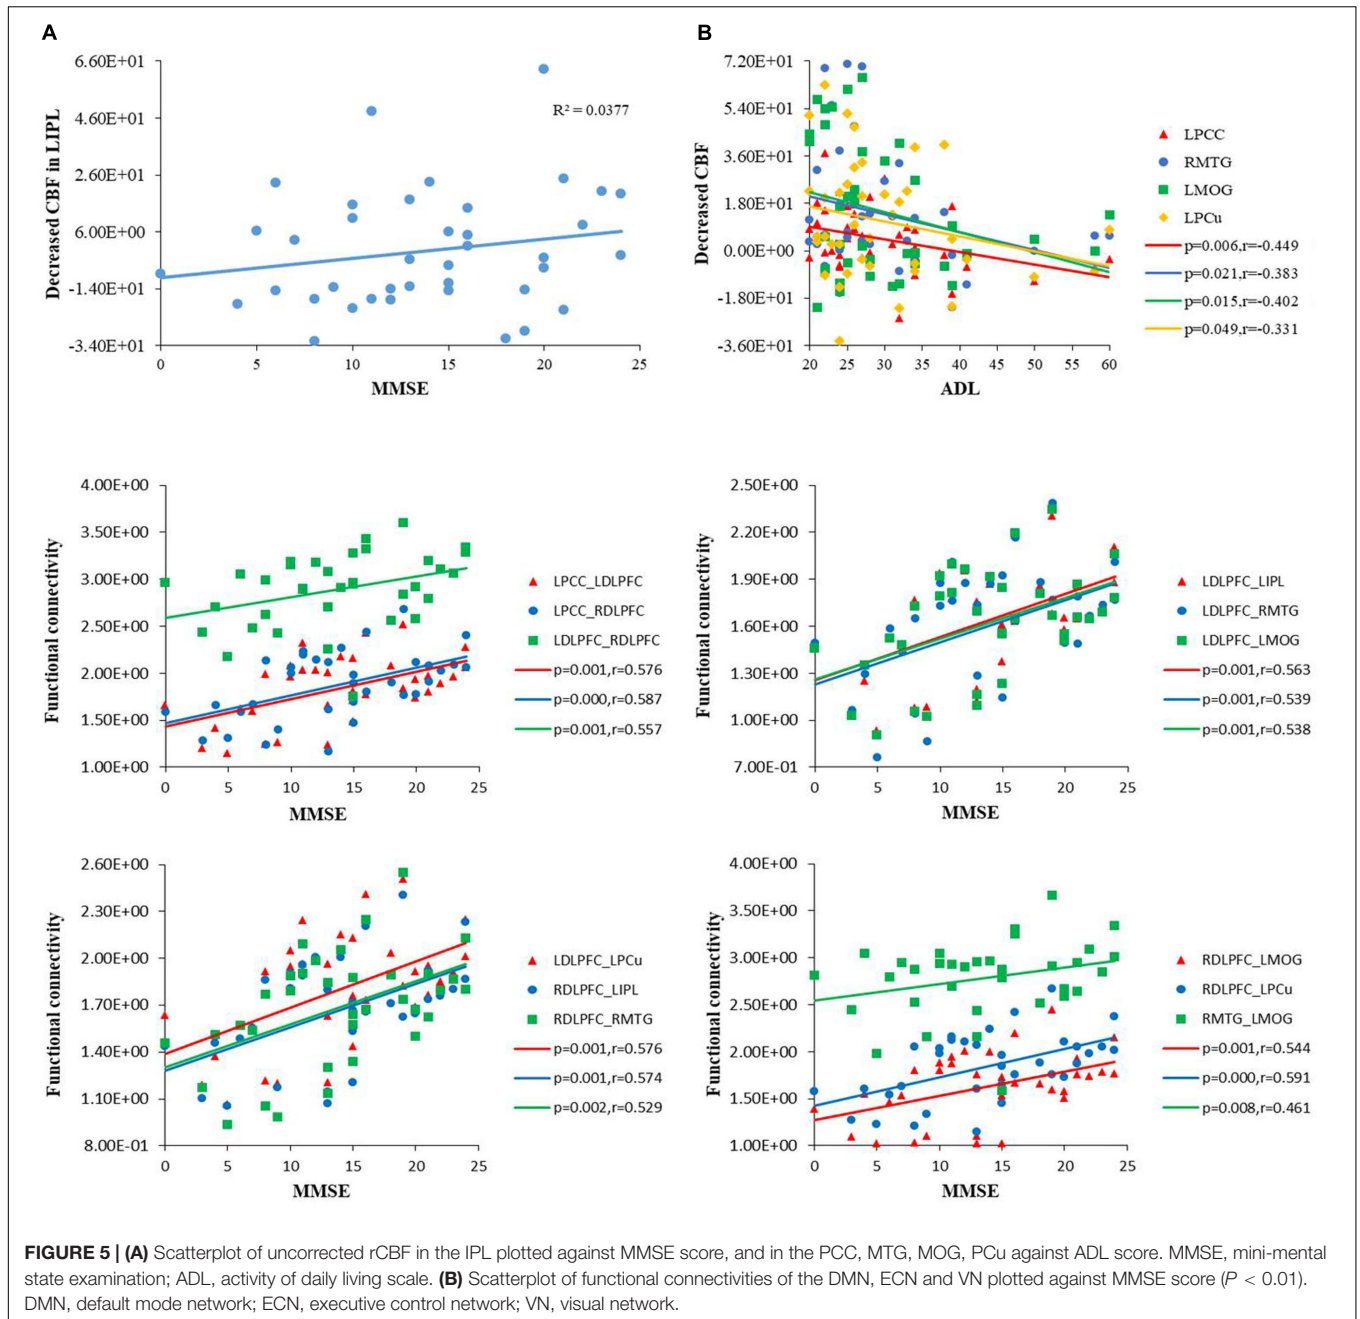 A
6.60E+01
4.60E+01
2.60E+01
6.00E+00
-1.40E+01
-3.40E+01
Decreased CBF in LIPL
R² = 0.0377
0 5 10 15 20 25
MMSE
B
7.20E+01
5.40E+01
3.60E+01
1.80E+01
0.00E+00
-1.80E+01
-3.60E+01
Decreased CBF
20 25 30 35 40 45 50 55 60
ADL
LPCC
RMTG
LMOG
LPCu
p=0.006,r=-0.449
p=0.021,r=-0.383
p=0.015,r=-0.402
p=0.049,r=-0.331
4.00E+00
3.50E+00
3.00E+00
2.50E+00
2.00E+00
1.50E+00
1.00E+00
Functional connectivity
0 5 10 15 20 25
MMSE
LPCC_LDLPFC
LPCC_RDLPFC
LDLPFC_RDLPFC
p=0.001,r=0.576
p=0.000,r=0.587
p=0.001,r=0.557
2.50E+00
2.20E+00
1.90E+00
1.60E+00
1.30E+00
1.00E+00
7.00E-01
Functional connectivity
0 5 10 15 20 25
MMSE
LDLPFC_LIPL
LDLPFC_RMTG
LDLPFC_LMOG
p=0.001,r=0.563
p=0.001,r=0.539
p=0.001,r=0.538
2.60E+00
2.30E+00
2.00E+00
1.70E+00
1.40E+00
1.10E+00
8.00E-01
Functional connectivity
0 5 10 15 20 25
MMSE
LDLPFC_LPCu
RDLPFC_LIPL
RDLPFC_RMTG
p=0.001,r=0.576
p=0.001,r=0.574
p=0.002,r=0.529
4.00E+00
3.50E+00
3.00E+00
2.50E+00
2.00E+00
1.50E+00
1.00E+00
Functional connectivity
0 5 10 15 20 25
MMSE
RDLPFC_LMOG
RDLPFC_LPCu
RMTG_LMOG
p=0.001,r=0.544
p=0.000,r=0.591
p=0.008,r=0.461
FIGURE 5 | (A) Scatterplot of uncorrected rCBF in the IPL plotted against MMSE score, and in the PCC, MTG, MOG, PCu against ADL score. MMSE, mini-mental
state examination; ADL, activity of daily living scale. (B) Scatterplot of functional connectivities of the DMN, ECN and VN plotted against MMSE score (P < 0.01).
DMN, default mode network; ECN, executive control network; VN, visual network.